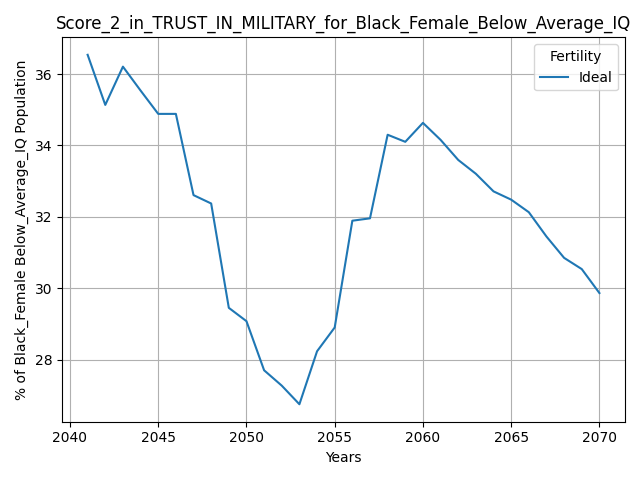 Score_2_in_TRUST_IN_MILITARY_for_Black_Female_Below_Average_IQ
Fertility
Ideal
% of Black_Female Below_Average_IQ Population
36
34
32
30
28
2040
2045
2050
2055
2060
2065
2070
Years